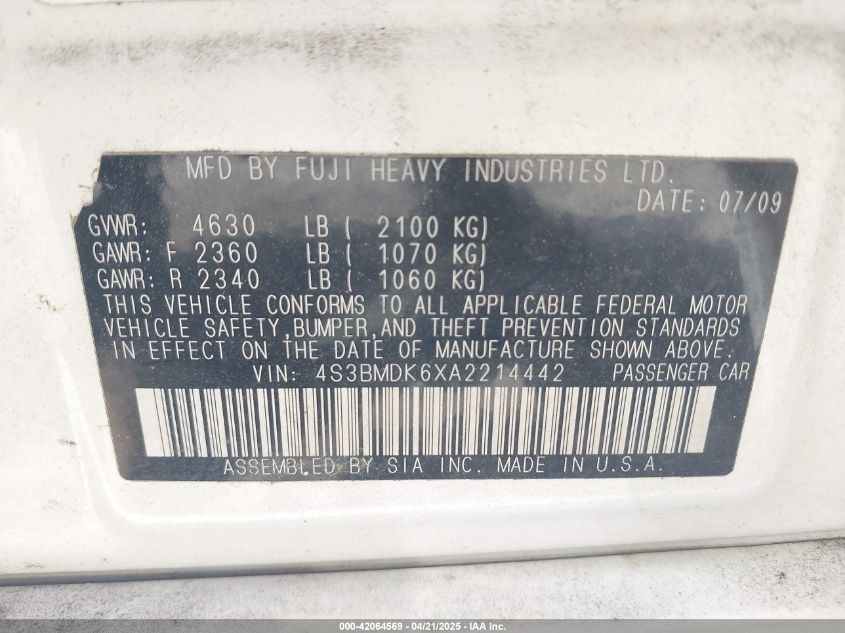 MFD BY FUJI HEAVY INDUSTRIES LTD.
DATE: 07/09
GVWR: 4630 LB ( 2100 KG)
GAWR: F 2360 LB ( 1070 KG)
GAWR: R 2340 LB ( 1060 KG)
THIS VEHICLE CONFORMS TO ALL APPLICABLE FEDERAL MOTOR
VEHICLE SAFETY,BUMPER,AND THEFT PREVENTION STANDARDS
IN EFFECT ON THE DATE OF MANUFACTURE SHOWN ABOVE.
VIN: 4S3BMDK6XA2214442 PASSENGER CAR
ASSEMBLED BY SIA INC. MADE IN U.S.A.
000-42064569 - 04/21/2025 - IAA Inc.